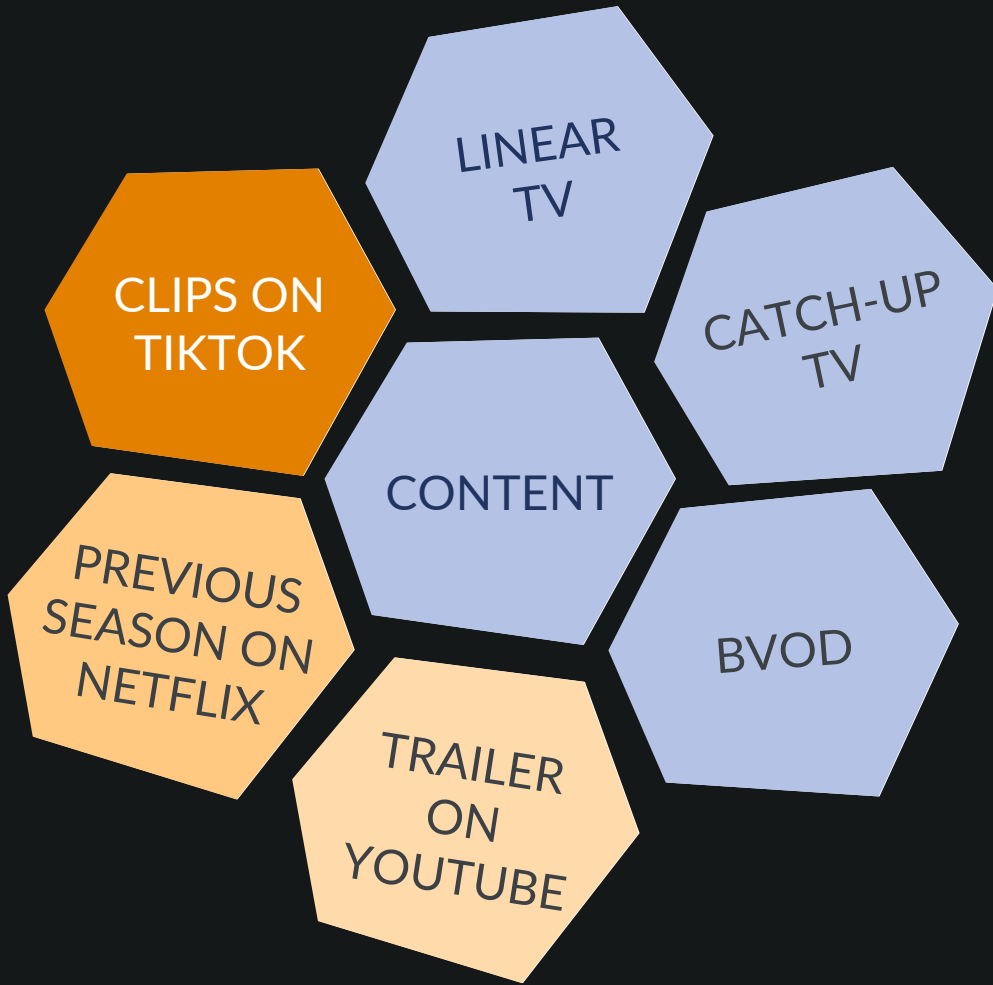 LINEAR
TV
CLIPS ON
TIKTOK
CATCH-UP
TV
CONTENT
PREVIOUS
SEASON ON
NETFLIX
BVOD
TRAILER
ON
YOUTUBE